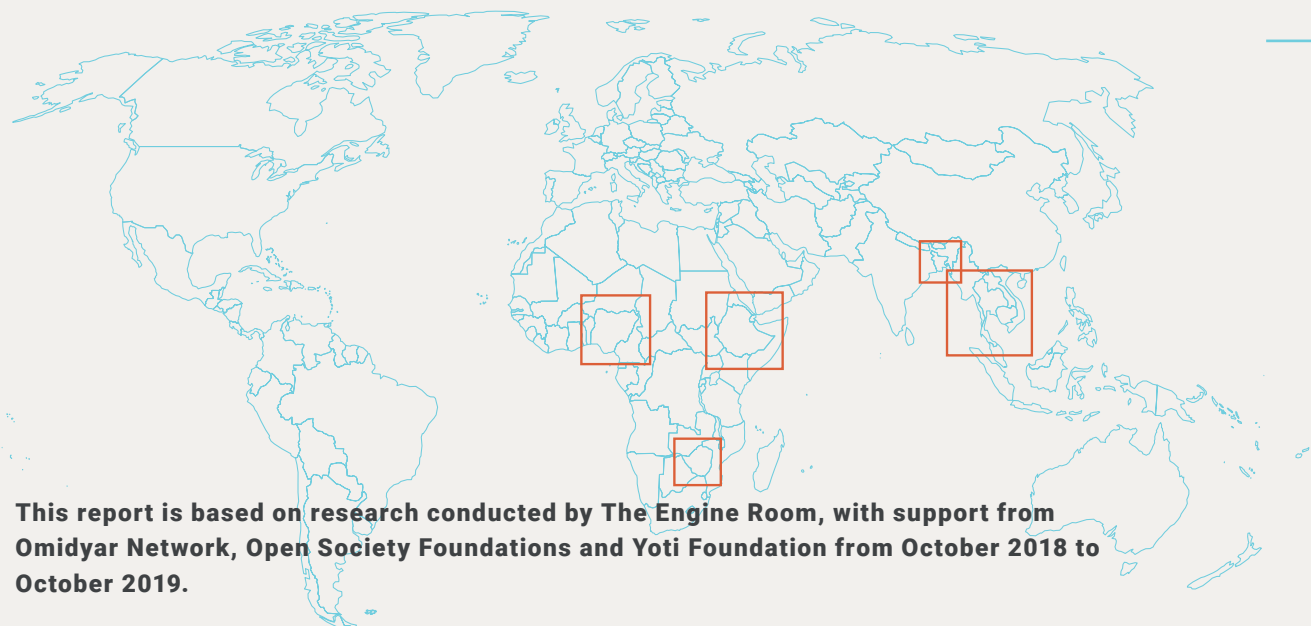 This report is based on research conducted by The Engine Room, with support from
Omidyar Network, Open Society Foundations and Yoti Foundation from October 2018 to
October 2019.